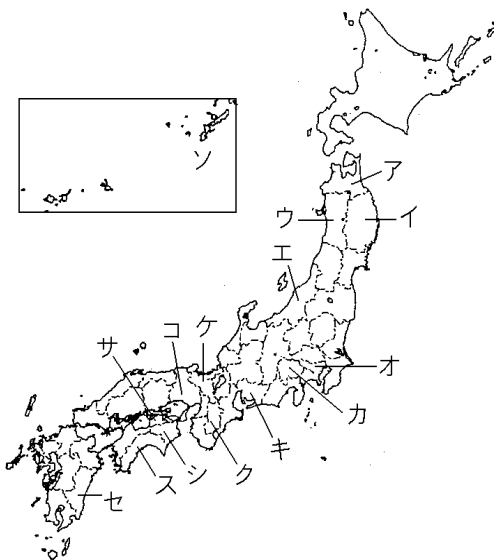 ア
ソ
ウ
イ
エ
ケ
コ
サ
オ
カ
キ
シ
ク
ス
セ